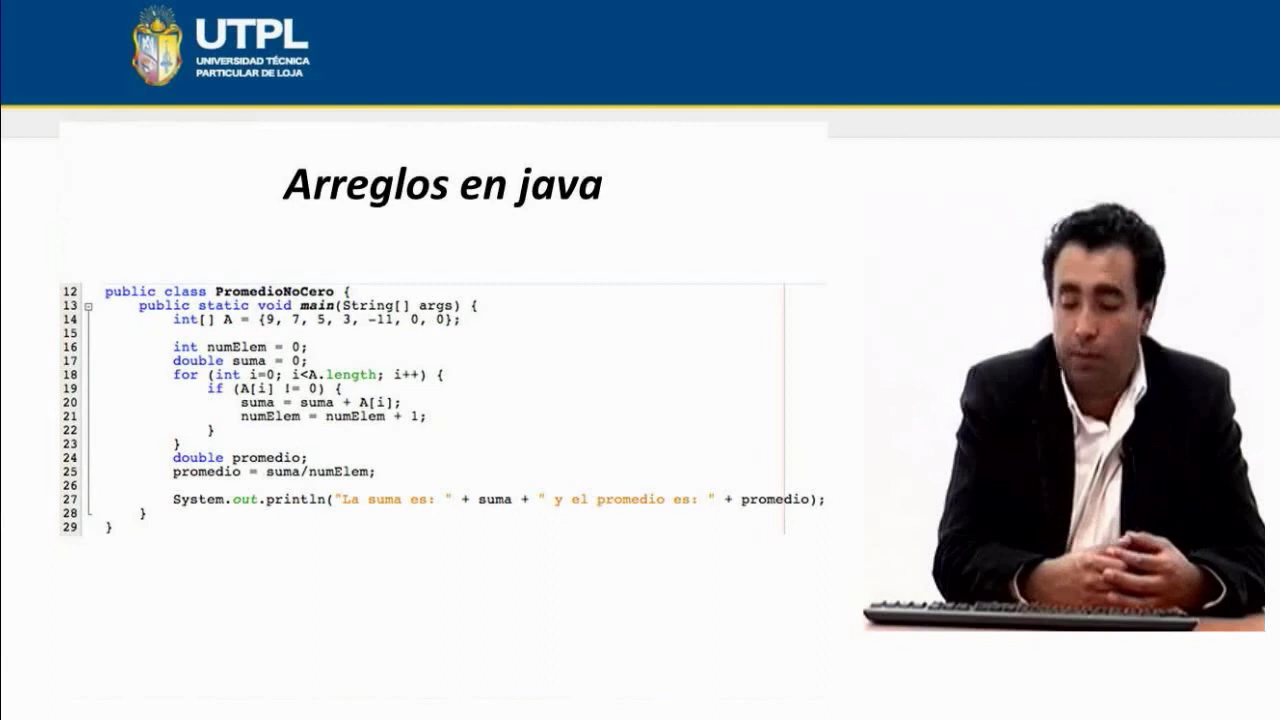 UTPL
UNIVERSIDAD TÉCNICA
PARTICULAR DE LOJA
Arreglos en java
12 public class PromedioNoCero {
13 public static void main(String[] args) {
14 int[] A = {9, 7, 5, 3, -11, 0, 0};
15
16 int numElem = 0;
17 double suma = 0;
18 for (int i=0; i<A.length; i++) {
19 if (A[i] != 0) {
20 suma = suma + A[i];
21 numElem = numElem + 1;
22 }
23 }
24 double promedio;
25 promedio = suma/numElem;
26
27 System.out.println("La suma es: " + suma + " y el promedio es: " + promedio);
28 }
29 }